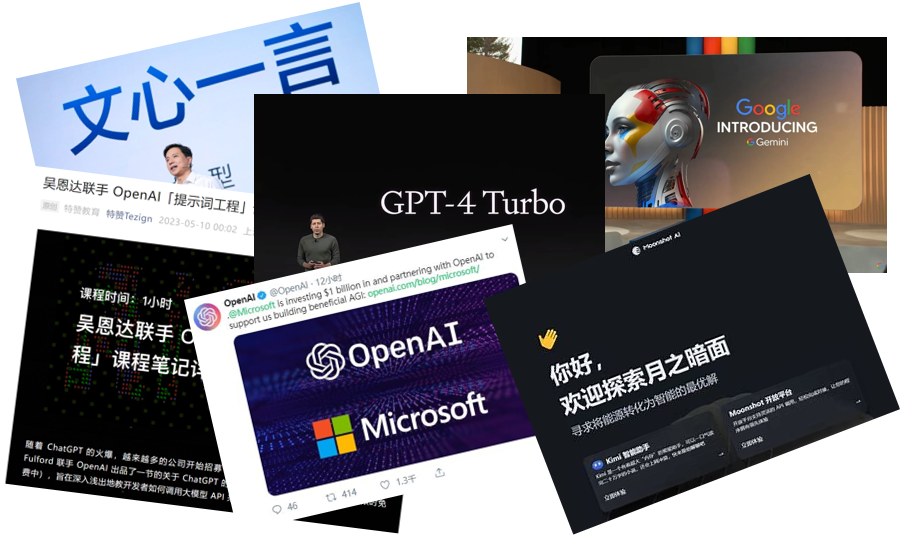 文心一言
型
吴恩达联手 OpenAI「提示词工程」
原创 特赞教育 特赞Tezign 2023-05-10 00:02 上
课程时间：1小时
吴恩达联手 O
程」课程笔记详
随着 ChatGPT 的火爆，越来越多的公司开始招募
Fulford 联手 OpenAI 出品了一节的关于 ChatGPT 的
费中），旨在深入浅出地教开发者如何调用大模型 API
时免
GPT-4 Turbo
OpenAI @OpenAI · 12小时
.@Microsoft is investing $1 billion in and partnering with OpenAI to
support us building beneficial AGI: openai.com/blog/microsoft/
OpenAI
Microsoft
46 414 1.3千
Google
INTRODUCING
Gemini
Moonshot AI
你好，
欢迎探索月之暗面
寻求将能源转化为智能的最优解
Kimi 智能助手
立即体验
Moonshot 开放平台
立即体验